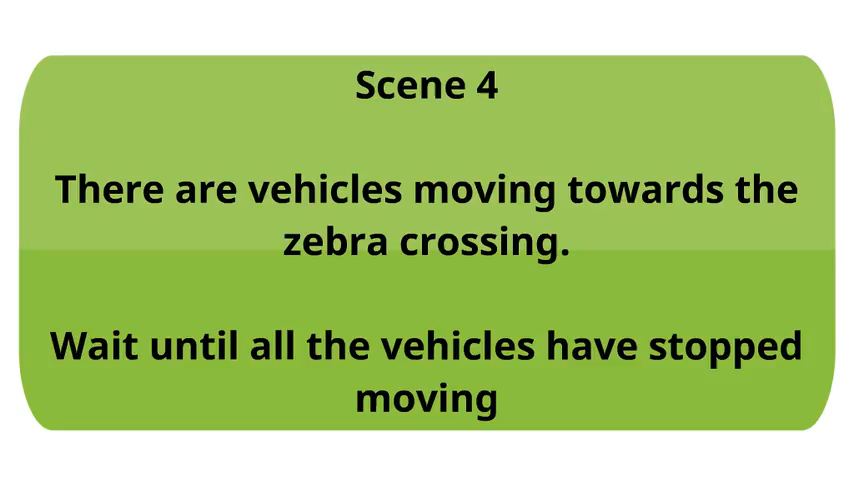 Scene 4
There are vehicles moving towards the
zebra crossing.
Wait until all the vehicles have stopped
moving